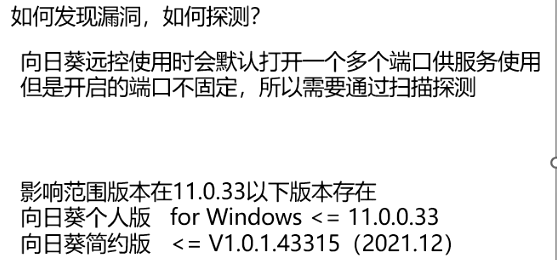 如何发现漏洞，如何探测？
向日葵远控使用时会默认打开一个多个端口供服务使用
但是开启的端口不固定，所以需要通过扫描探测
影响范围版本在11.0.33以下版本存在
向日葵个人版 for Windows <= 11.0.0.33
向日葵简约版 <= V1.0.1.43315（2021.12）